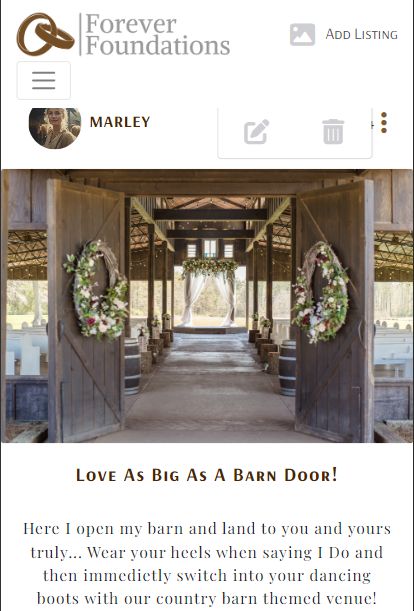 Forever
Foundations
Add Listing
MARLEY
Love As Big As A Barn Door!
Here I open my barn and land to you and yours
truly... Wear your heels when saying I Do and
then immedietly switch into your dancing
boots with our country barn themed venue!